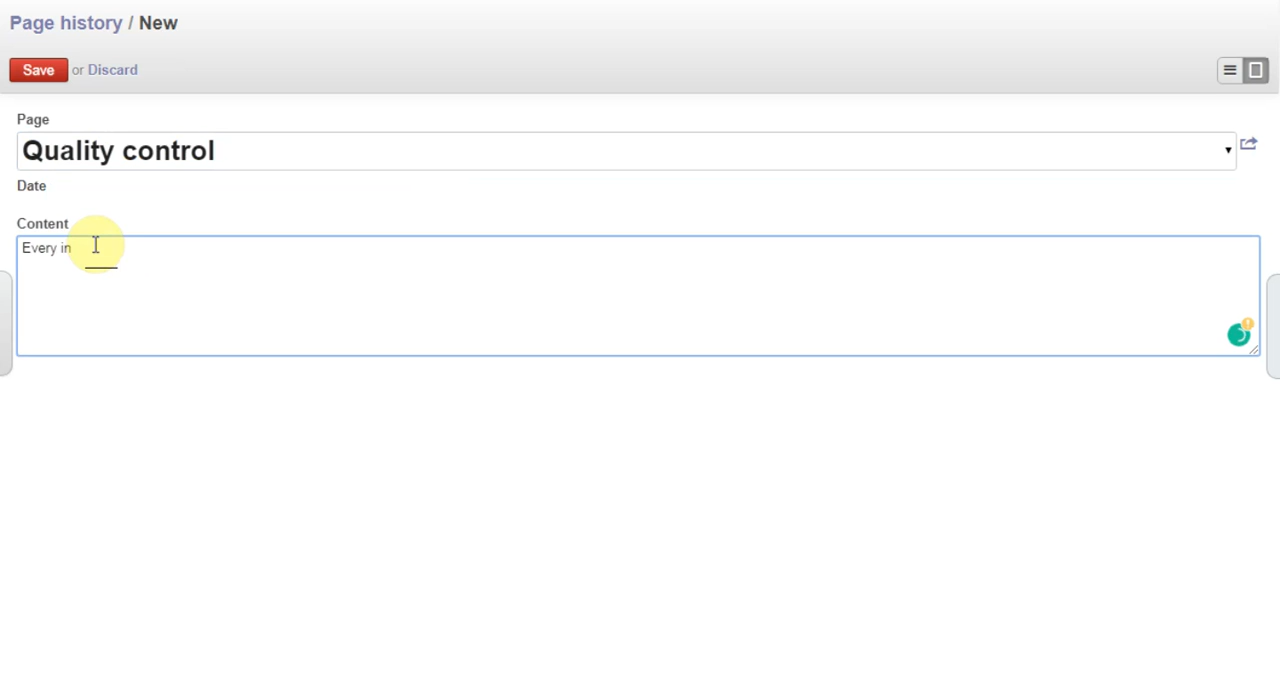 Page history / New
Save or Discard
Page
Quality control
Date
Content
Every in